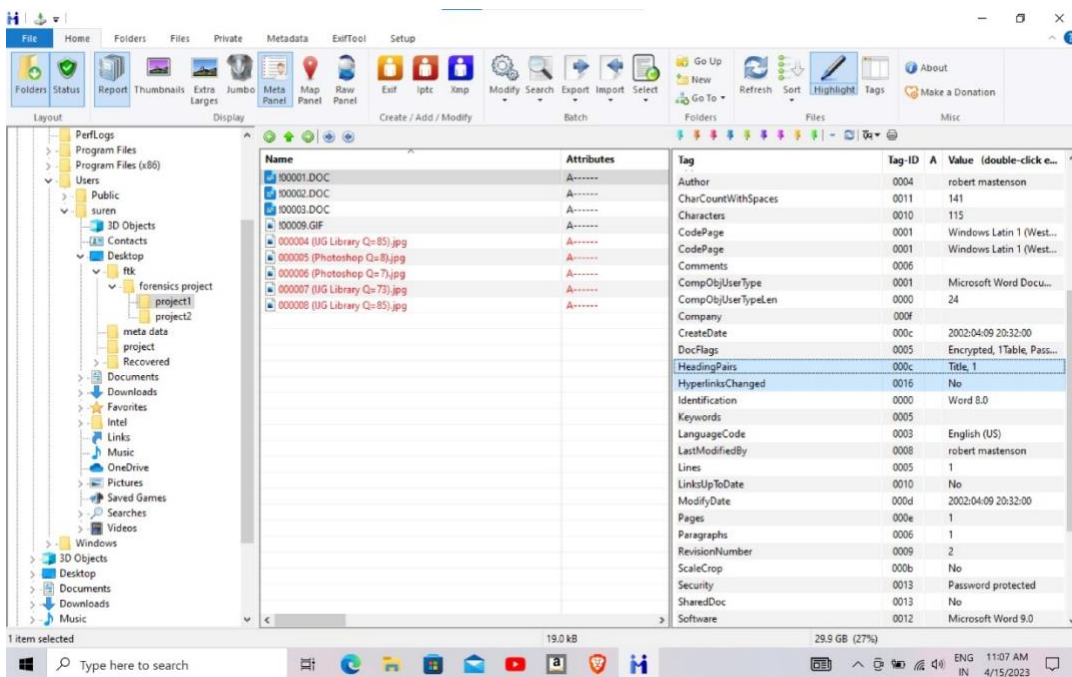 File Home Folders Files Private Metadata ExifTool Setup
Folders Status Report Thumbnails Extra Larges Jumbo Meta Panel Map Panel Raw Panel Exif Iptc Xmp Modify Search Export Import Select Go Up Refresh Sort Highlight Tags About
New Make a Donation
Go To
Layout Display Create / Add / Modify Batch Folders Files Misc
PerfLogs
Program Files
Program Files (x86)
Users
Public
suren
3D Objects
Contacts
Desktop
ftk
forensics project
project1
project2
meta data
project
Recovered
Documents
Downloads
Favorites
Intel
Links
Music
OneDrive
Pictures
Saved Games
Searches
Videos
Windows
3D Objects
Desktop
Documents
Downloads
Music
Name Attributes
!00001.DOC A------
!00002.DOC A------
!00003.DOC A------
!00009.GIF A------
000004 (UG Library Q=85).jpg A------
000005 (Photoshop Q=8).jpg A------
000006 (Photoshop Q=7).jpg A------
000007 (UG Library Q=73).jpg A------
000008 (UG Library Q=85).jpg A------
Tag Tag-ID A Value (double-click e...
Author 0004 robert mastenson
CharCountWithSpaces 0011 141
Characters 0010 115
CodePage 0001 Windows Latin 1 (West...
CodePage 0001 Windows Latin 1 (West...
Comments 0006
CompObjUserType 0001 Microsoft Word Docu...
CompObjUserTypeLen 0000 24
Company 000f
CreateDate 000c 2002:04:09 20:32:00
DocFlags 0005 Encrypted, 1Table, Pass...
HeadingPairs 000c Title, 1
HyperlinksChanged 0016 No
Identification 0000 Word 8.0
Keywords 0005
LanguageCode 0003 English (US)
LastModifiedBy 0008 robert mastenson
Lines 0005 1
LinksUpToDate 0010 No
ModifyDate 000d 2002:04:09 20:32:00
Pages 000e 1
Paragraphs 0006 1
RevisionNumber 0009 2
ScaleCrop 000b No
Security 0013 Password protected
SharedDoc 0013 No
Software 0012 Microsoft Word 9.0
1 item selected 19.0 kB 29.9 GB (27%)
Type here to search ENG 11:07 AM
IN 4/15/2023